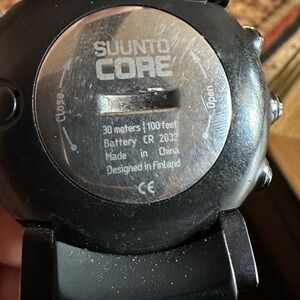 SUUNTO
CORE
Close
Open
30 meters | 100 feet
Battery CR 2032
Made in China
Designed in Finland
CE